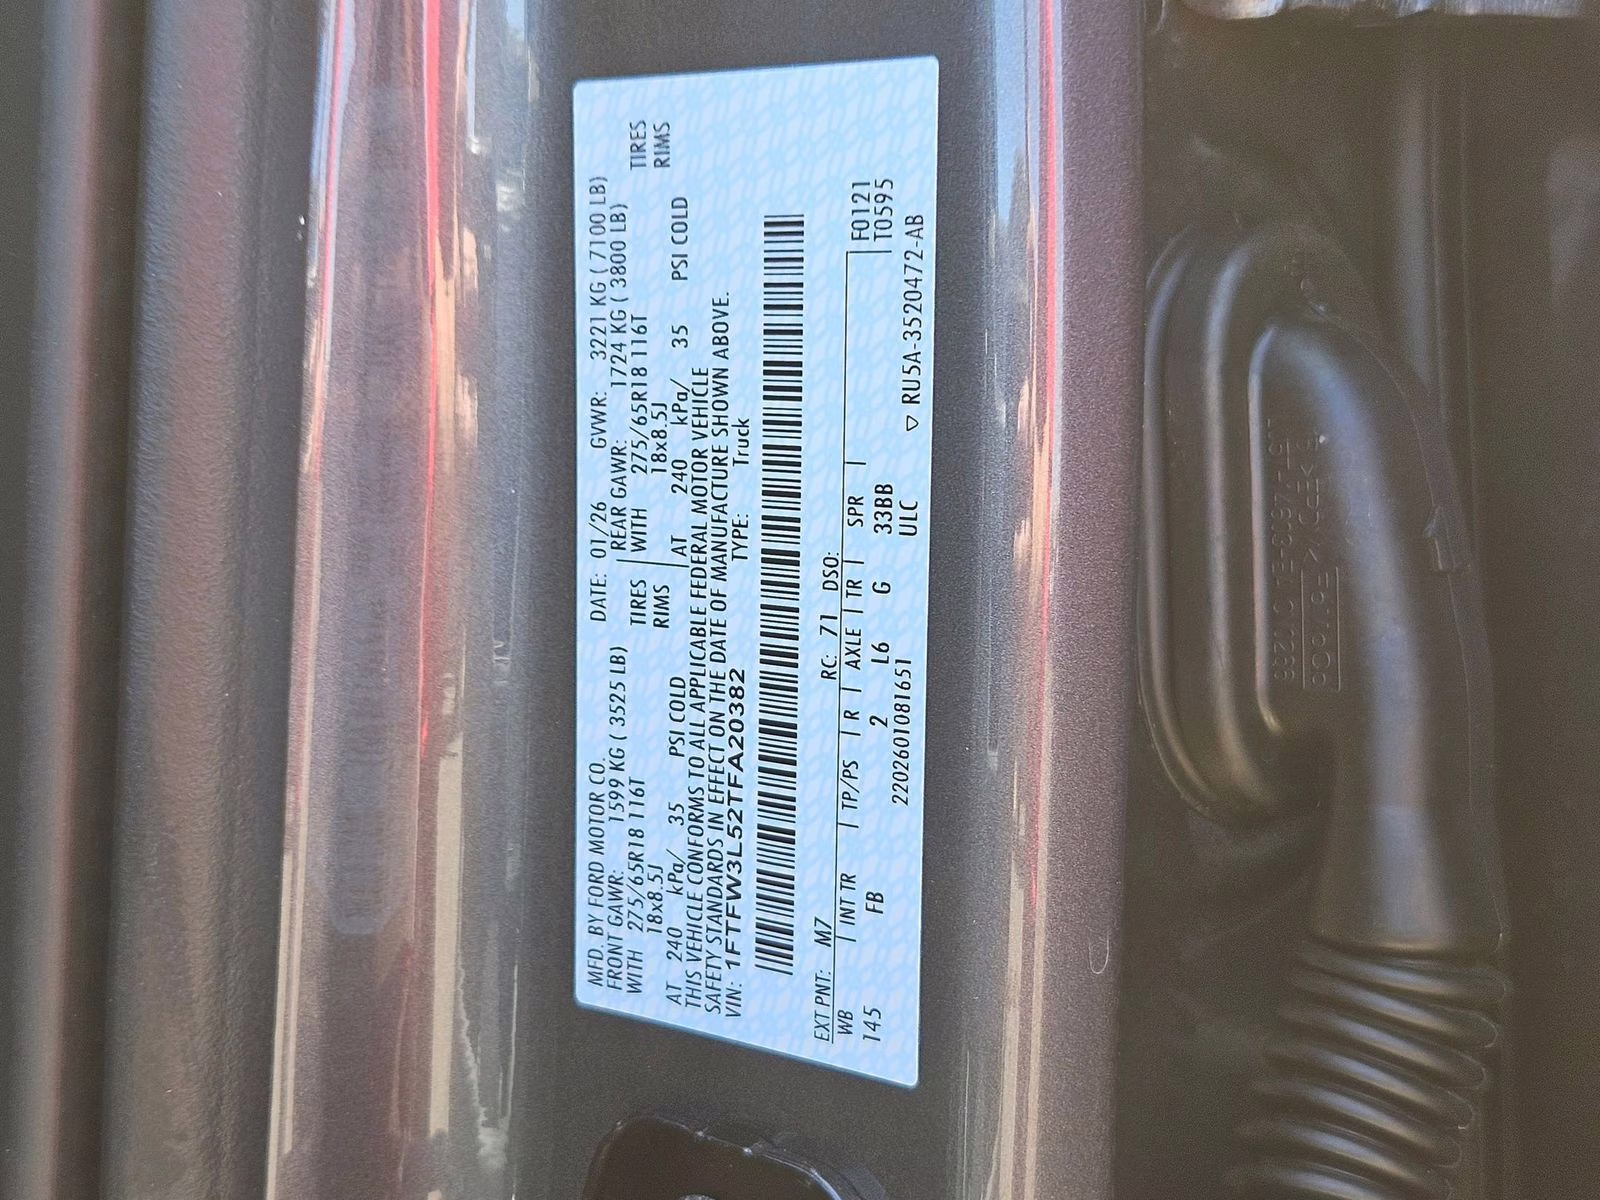 MFD. BY FORD MOTOR CO. DATE: 01/26 GVWR: 3221 KG ( 7100 LB)
FRONT GAWR: 1599 KG ( 3525 LB) REAR GAWR: 1724 KG ( 3800 LB)
WITH 275/65R18 116T TIRES WITH 275/65R18 116T TIRES
18x8.5J RIMS 18x8.5J RIMS
AT 240 kPa/ 35 PSI COLD AT 240 kPa/ 35 PSI COLD
THIS VEHICLE CONFORMS TO ALL APPLICABLE FEDERAL MOTOR VEHICLE
SAFETY STANDARDS IN EFFECT ON THE DATE OF MANUFACTURE SHOWN ABOVE.
VIN: 1FTFW3L52TFA20382 TYPE: Truck
EXT PNT: M7 RC: 71 DSO:
WB INT TR TP/PS R AXLE TR SPR F0121
145 FB 2 L6 G 33BB T0595
220260108165​1 ULC ▽ RU5A-3520472-AB